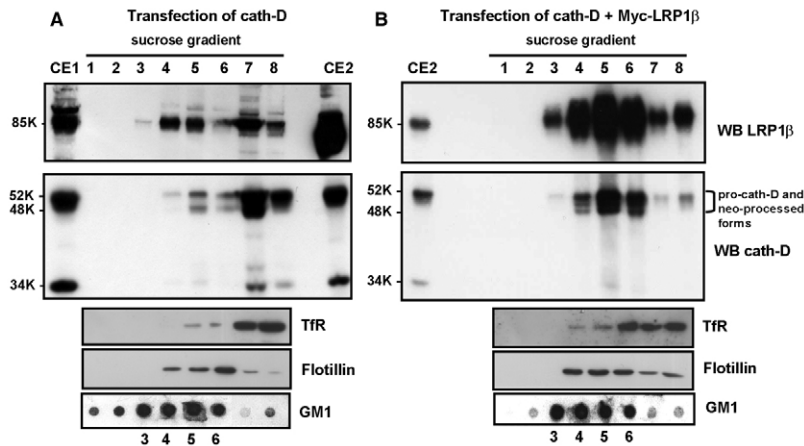 A
Transfection of cath-D
sucrose gradient
CE1 1 2 3 4 5 6 7 8 CE2
85K
52K
48K
34K
TfR
Flotillin
GM1
3 4 5 6
B
Transfection of cath-D + Myc-LRP1β
sucrose gradient
CE2 1 2 3 4 5 6 7 8
85K
WB LRP1β
52K
48K
pro-cath-D and
neo-processed
forms
WB cath-D
34K
TfR
Flotillin
GM1
3 4 5 6